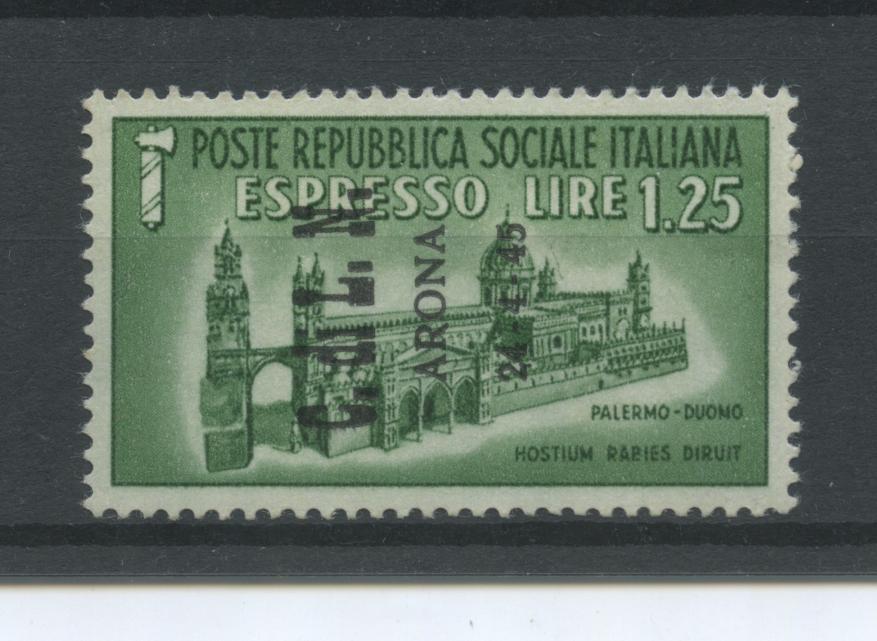 POSTE REPUBBLICA SOCIALE ITALIANA
ESPRESSO LIRE 1.25
C. d. L. N.
ARONA
24-4-45
PALERMO-DUOMO
HOSTIUM RABIES DIRUIT